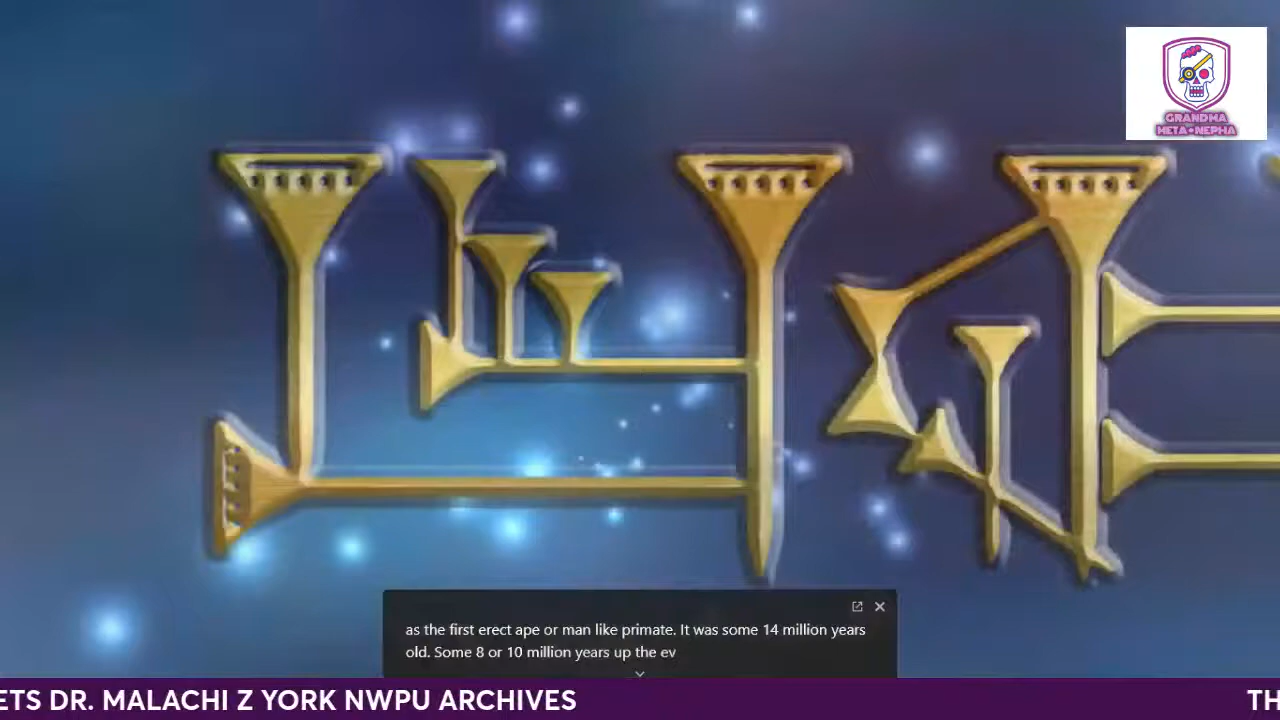 GRANDMA
META•NEPHA
as the first erect ape or man like primate. It was some 14 million years
old. Some 8 or 10 million years up the ev
ETS DR. MALACHI Z YORK NWPU ARCHIVES
TH